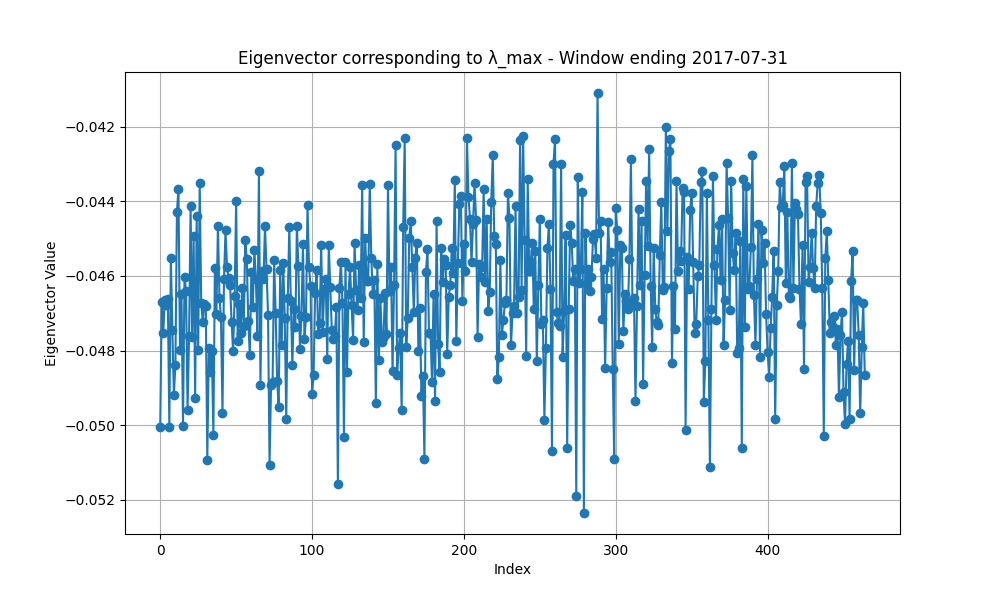 Eigenvector corresponding to λ_max - Window ending 2017-07-31
Eigenvector Value
−0.042
−0.044
−0.046
−0.048
−0.050
−0.052
0 100 200 300 400
Index